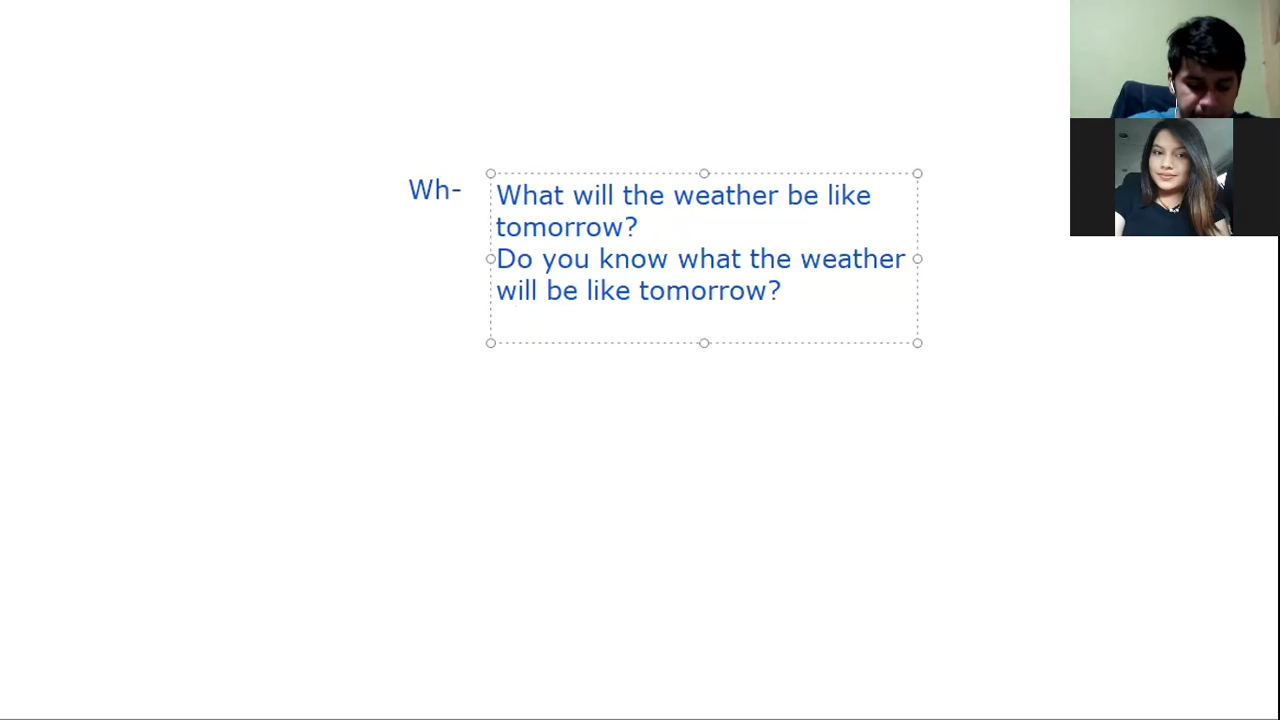 Wh-
What will the weather be like
tomorrow?
Do you know what the weather
will be like tomorrow?